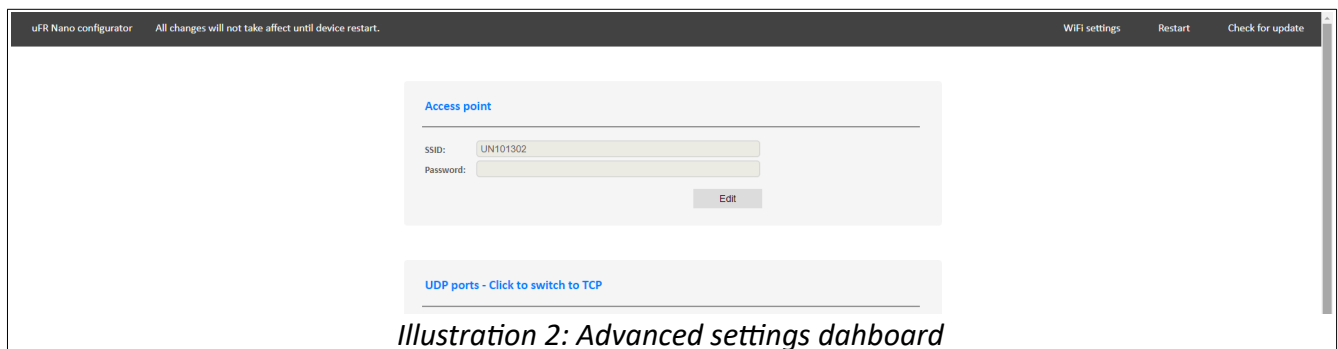 uFR Nano configurator All changes will not take affect until device restart. WiFi settings Restart Check for update
Access point
SSID: UN101302
Password:
Edit
UDP ports - Click to switch to TCP
Illustration 2: Advanced settings dahboard